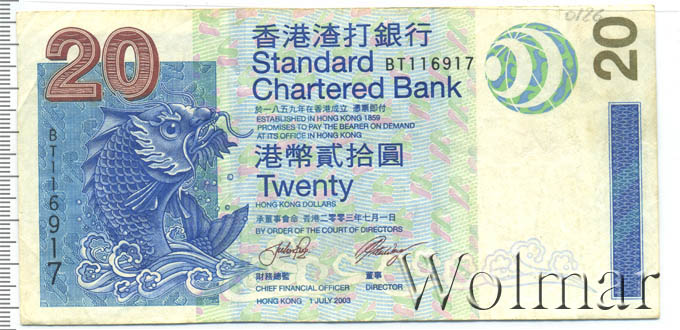 20
香港渣打銀行
Standard
Chartered Bank
BT116917
0126
20
於一八五九年在香港成立 憑票即付
ESTABLISHED IN HONG KONG 1859
PROMISES TO PAY THE BEARER ON DEMAND
AT ITS OFFICE IN HONG KONG
港幣貳拾圓
Twenty
HONG KONG DOLLARS
承董事會命 香港二零零三年七月一日
BY ORDER OF THE COURT OF DIRECTORS
BT116917
財務總監 董事
CHIEF FINANCIAL OFFICER DIRECTOR
HONG KONG 1 JULY 2003
Wolmar